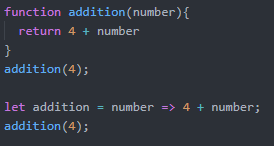 function addition(number){
  return 4 + number
}
addition(4);

let addition = number => 4 + number;
addition(4);